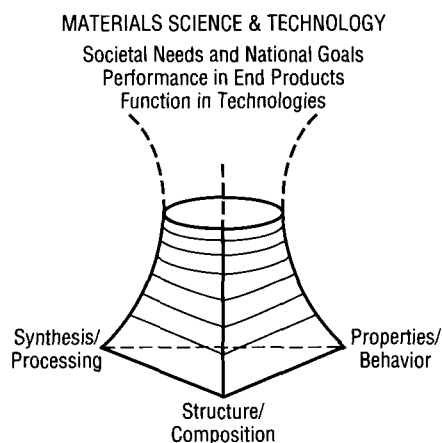 MATERIALS SCIENCE & TECHNOLOGY
Societal Needs and National Goals
Performance in End Products
Function in Technologies
Synthesis/
Processing
Properties/
Behavior
Structure/
Composition